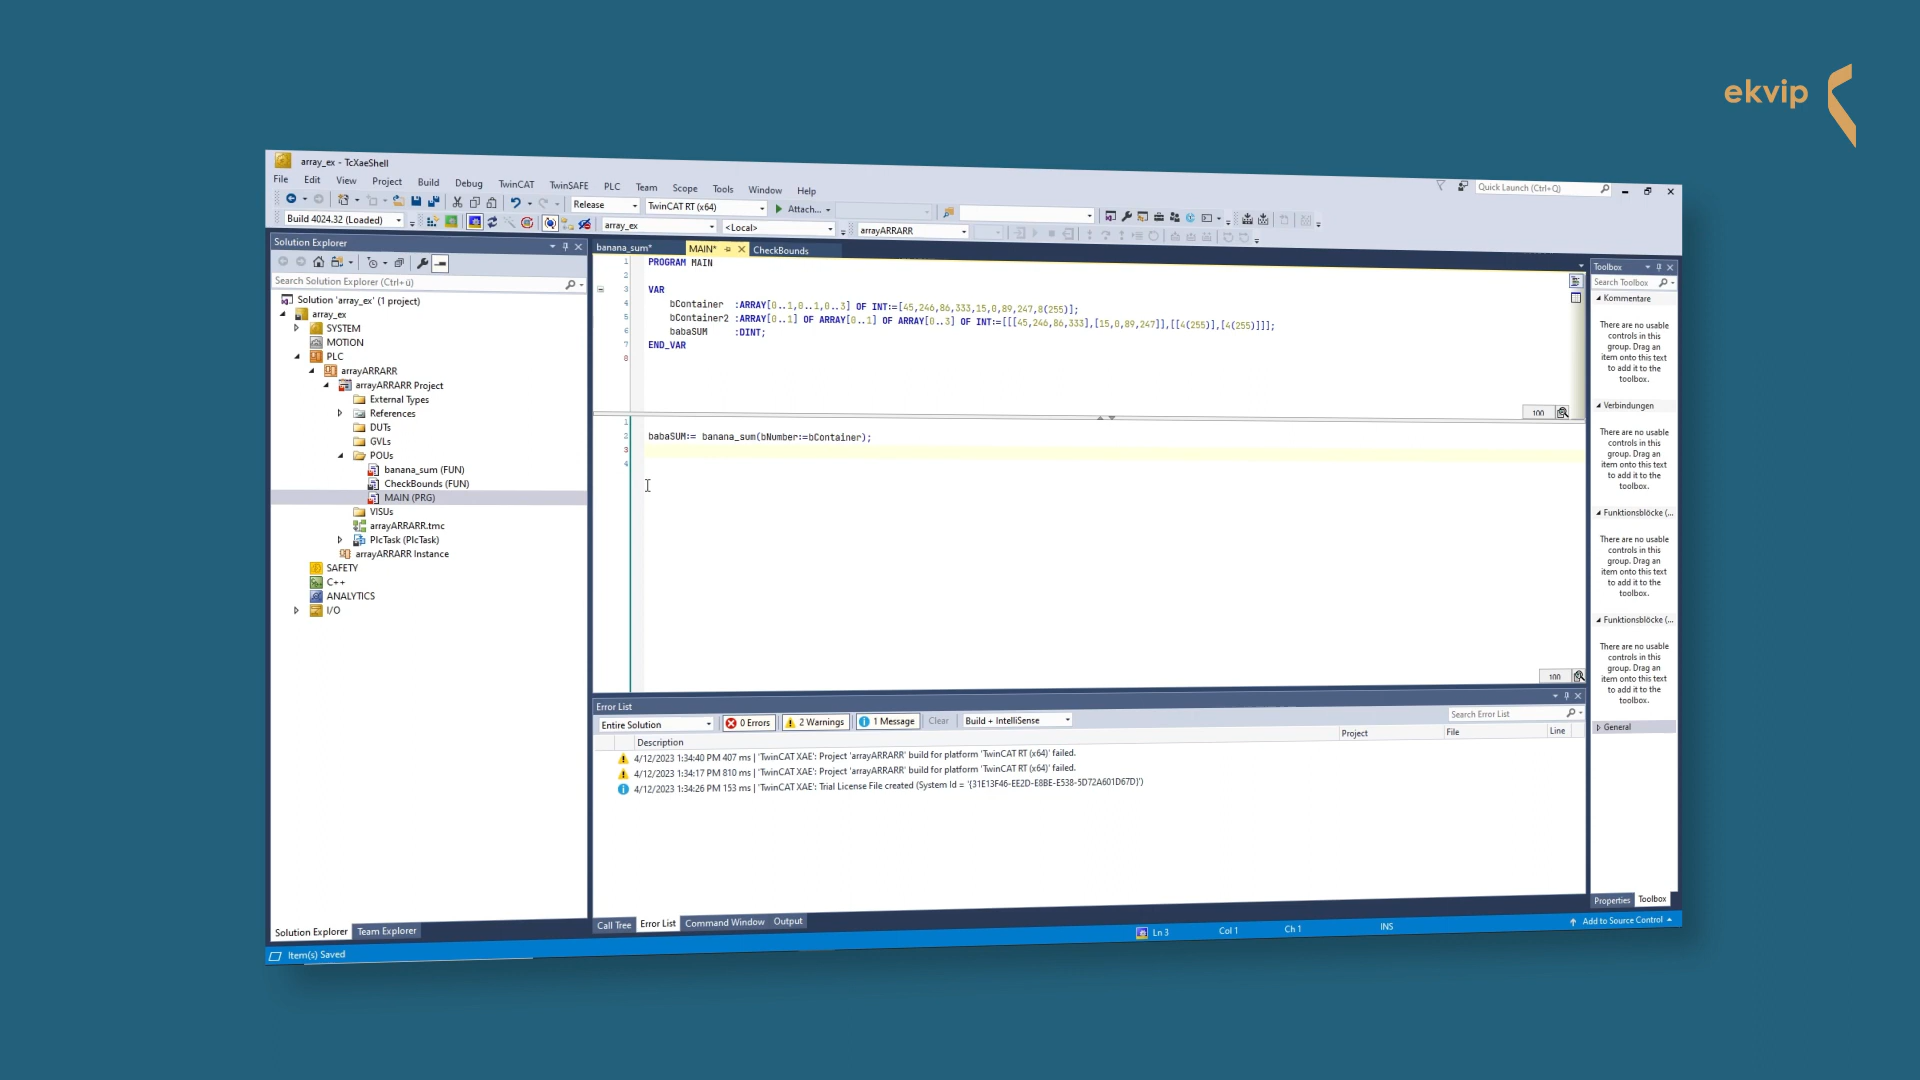 ekvip
array_ex - TcXaeShell
Quick Launch (Ctrl+Q)
File Edit View Project Build Debug TwinCAT TwinSAFE PLC Team Scope Tools Window Help
Release TwinCAT RT (x64) Attach...
Build 4024.32 (Loaded) array_ex <Local> arrayARRARR
Solution Explorer
Search Solution Explorer (Ctrl+ü)
Solution 'array_ex' (1 project)
array_ex
SYSTEM
MOTION
PLC
arrayARRARR
arrayARRARR Project
External Types
References
DUTs
GVLs
POUs
banana_sum (FUN)
CheckBounds (FUN)
MAIN (PRG)
VISUs
arrayARRARR.tmc
PlcTask (PlcTask)
arrayARRARR Instance
SAFETY
C++
ANALYTICS
I/O
Solution Explorer Team Explorer
banana_sum* MAIN* CheckBounds
1 PROGRAM MAIN
2
3 VAR
4 bContainer :ARRAY[0..1,0..1,0..3] OF INT:=[45,246,86,333,15,0,89,247,8(255)];
5 bContainer2 :ARRAY[0..1] OF ARRAY[0..1] OF ARRAY[0..3] OF INT:=[[[45,246,86,333],[15,0,89,247]],[[4(255)],[4(255)]]];
6 babaSUM :DINT;
7 END_VAR
8
100
1
2 babaSUM:= banana_sum(bNumber:=bContainer);
3
4
100
Error List
Entire Solution 0 Errors 2 Warnings 1 Message Clear Build + IntelliSense Search Error List
Description Project File Line
4/12/2023 1:34:40 PM 407 ms | 'TwinCAT XAE': Project 'arrayARRARR' build for platform 'TwinCAT RT (x64)' failed.
4/12/2023 1:34:17 PM 810 ms | 'TwinCAT XAE': Project 'arrayARRARR' build for platform 'TwinCAT RT (x64)' failed.
4/12/2023 1:34:26 PM 153 ms | 'TwinCAT XAE': Trial License File created (System Id = '{31E13F46-EE2D-E8BE-E538-5D72A601D67D}')
Call Tree Error List Command Window Output
Toolbox
Search Toolbox
Kommentare
There are no usable
controls in this
group. Drag an
item onto this text
to add it to the
toolbox.
Verbindungen
There are no usable
controls in this
group. Drag an
item onto this text
to add it to the
toolbox.
Funktionsblöcke (...
There are no usable
controls in this
group. Drag an
item onto this text
to add it to the
toolbox.
Funktionsblöcke (...
There are no usable
controls in this
group. Drag an
item onto this text
to add it to the
toolbox.
General
Properties Toolbox
Item(s) Saved Ln 3 Col 1 Ch 1 INS Add to Source Control